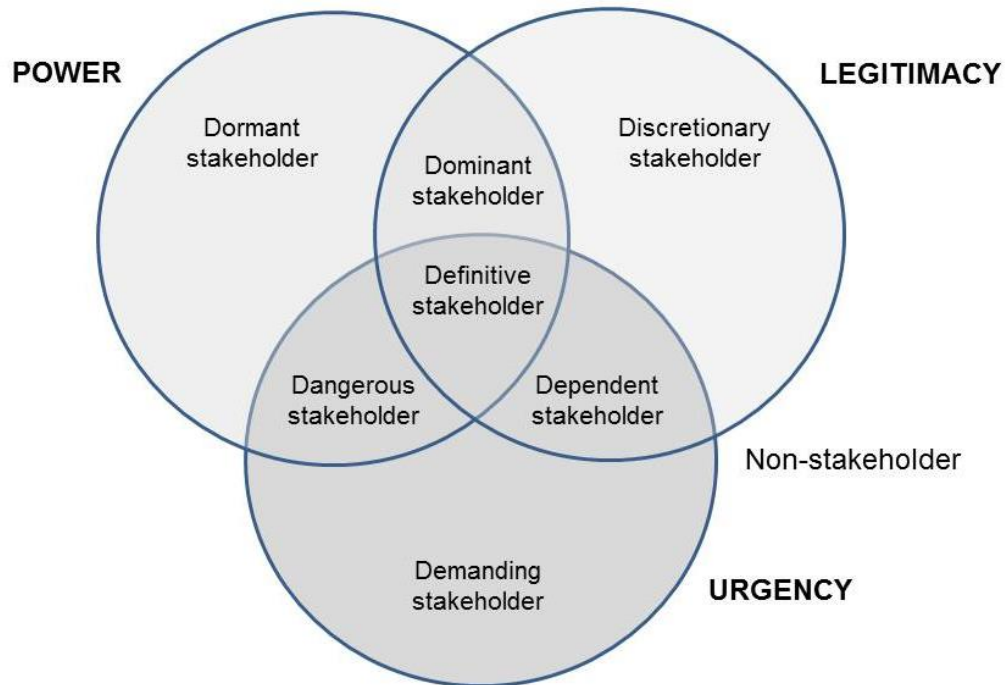 POWER
LEGITIMACY
Dormant
stakeholder
Discretionary
stakeholder
Dominant
stakeholder
Definitive
stakeholder
Dangerous
stakeholder
Dependent
stakeholder
Non-stakeholder
Demanding
stakeholder
URGENCY